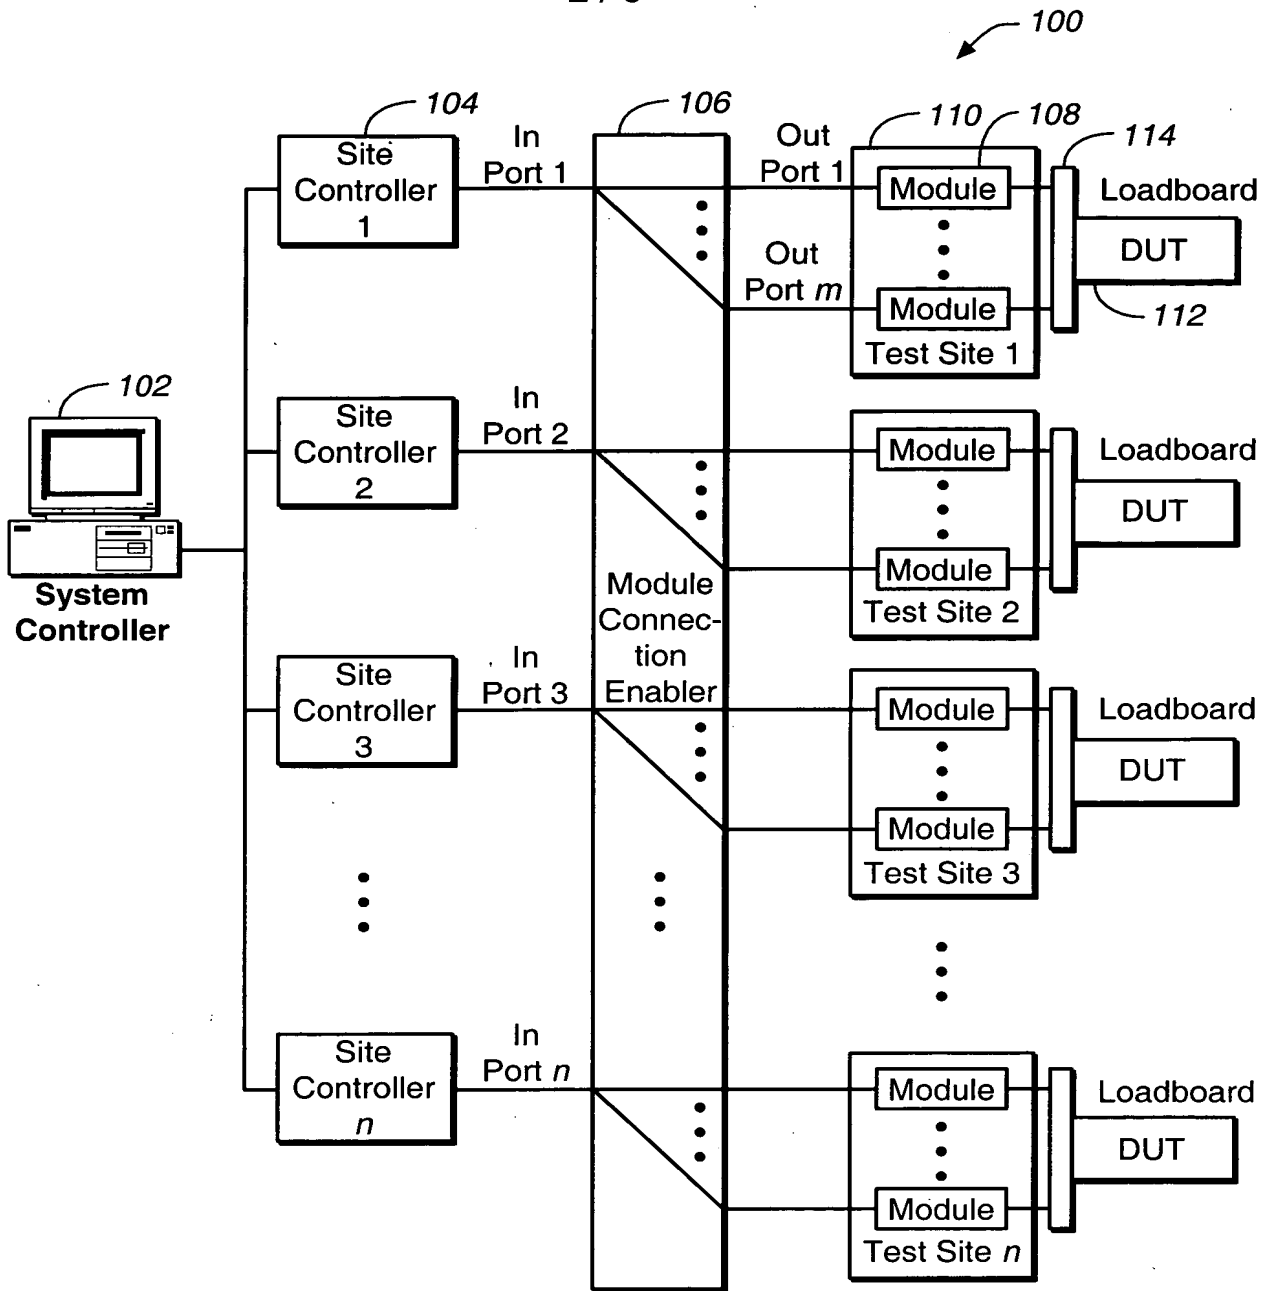 100
104
106
110
108
114
Site
Controller
1
In
Port 1
Out
Port 1
Module
Loadboard
DUT
Out
Port m
Module
112
Test Site 1
102
Site
Controller
2
In
Port 2
Module
Loadboard
DUT
Module
Test Site 2
System
Controller
Module
Connec-
tion
Enabler
Site
Controller
3
In
Port 3
Module
Loadboard
DUT
Module
Test Site 3
Site
Controller
n
In
Port n
Module
Loadboard
DUT
Module
Test Site n